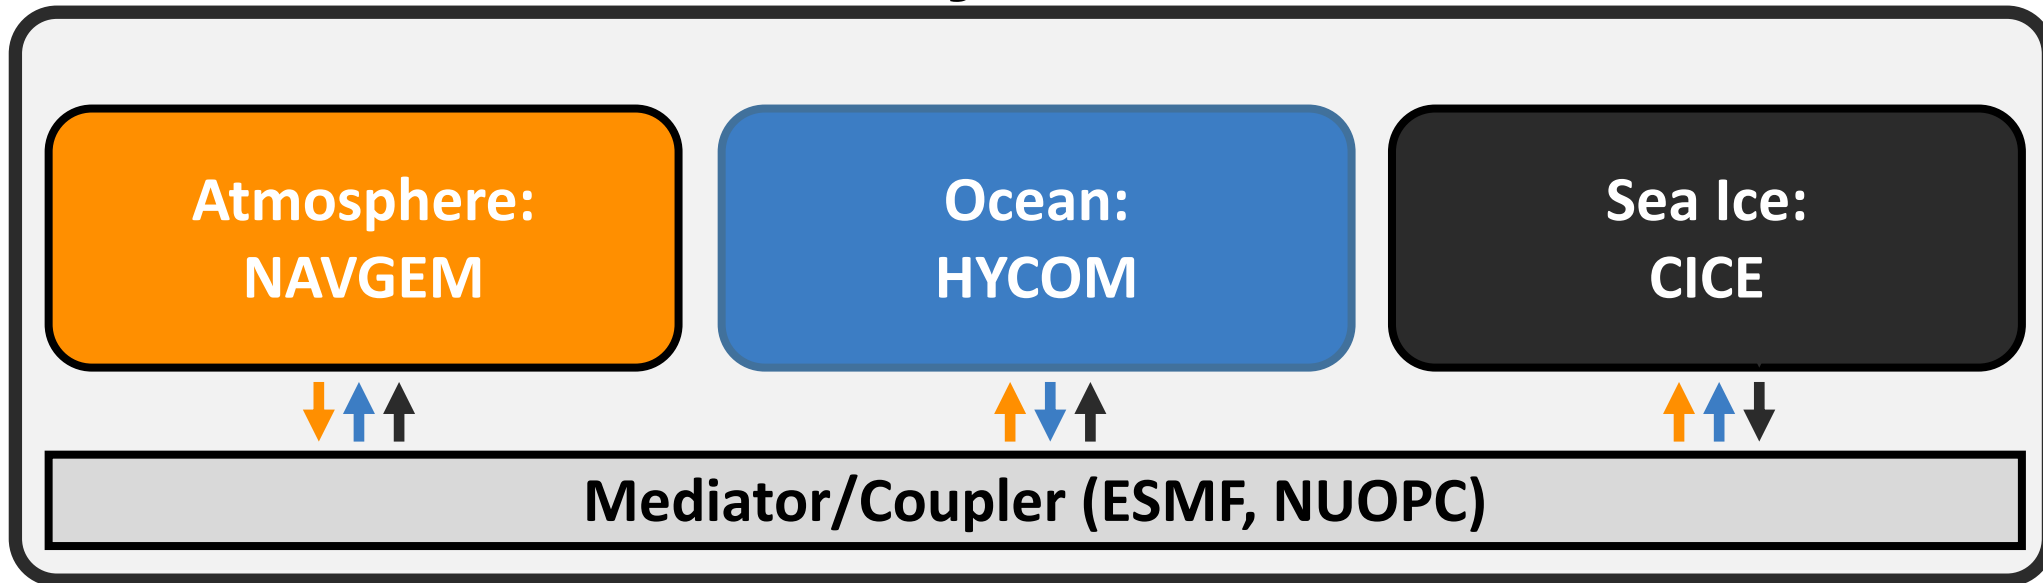 Atmosphere:
NAVGEM
Ocean:
HYCOM
Sea Ice:
CICE
Mediator/Coupler (ESMF, NUOPC)